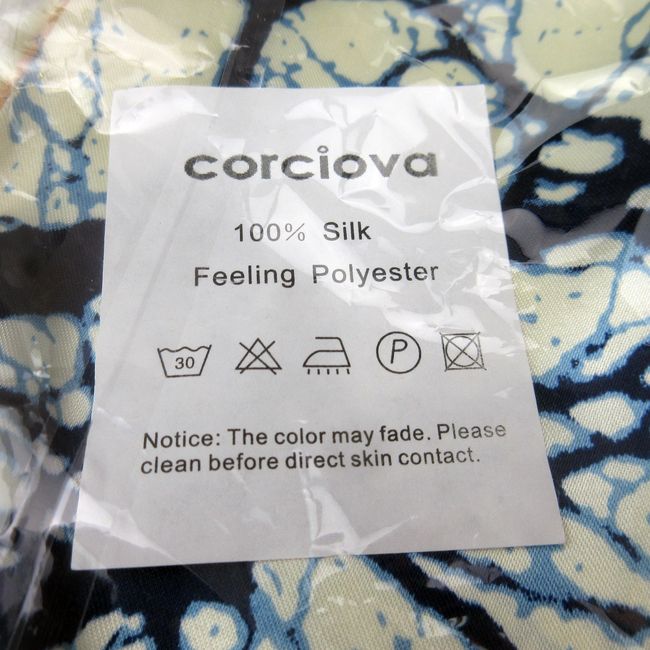 corciova
100% Silk
Feeling Polyester
30
P
Notice: The color may fade. Please
clean before direct skin contact.